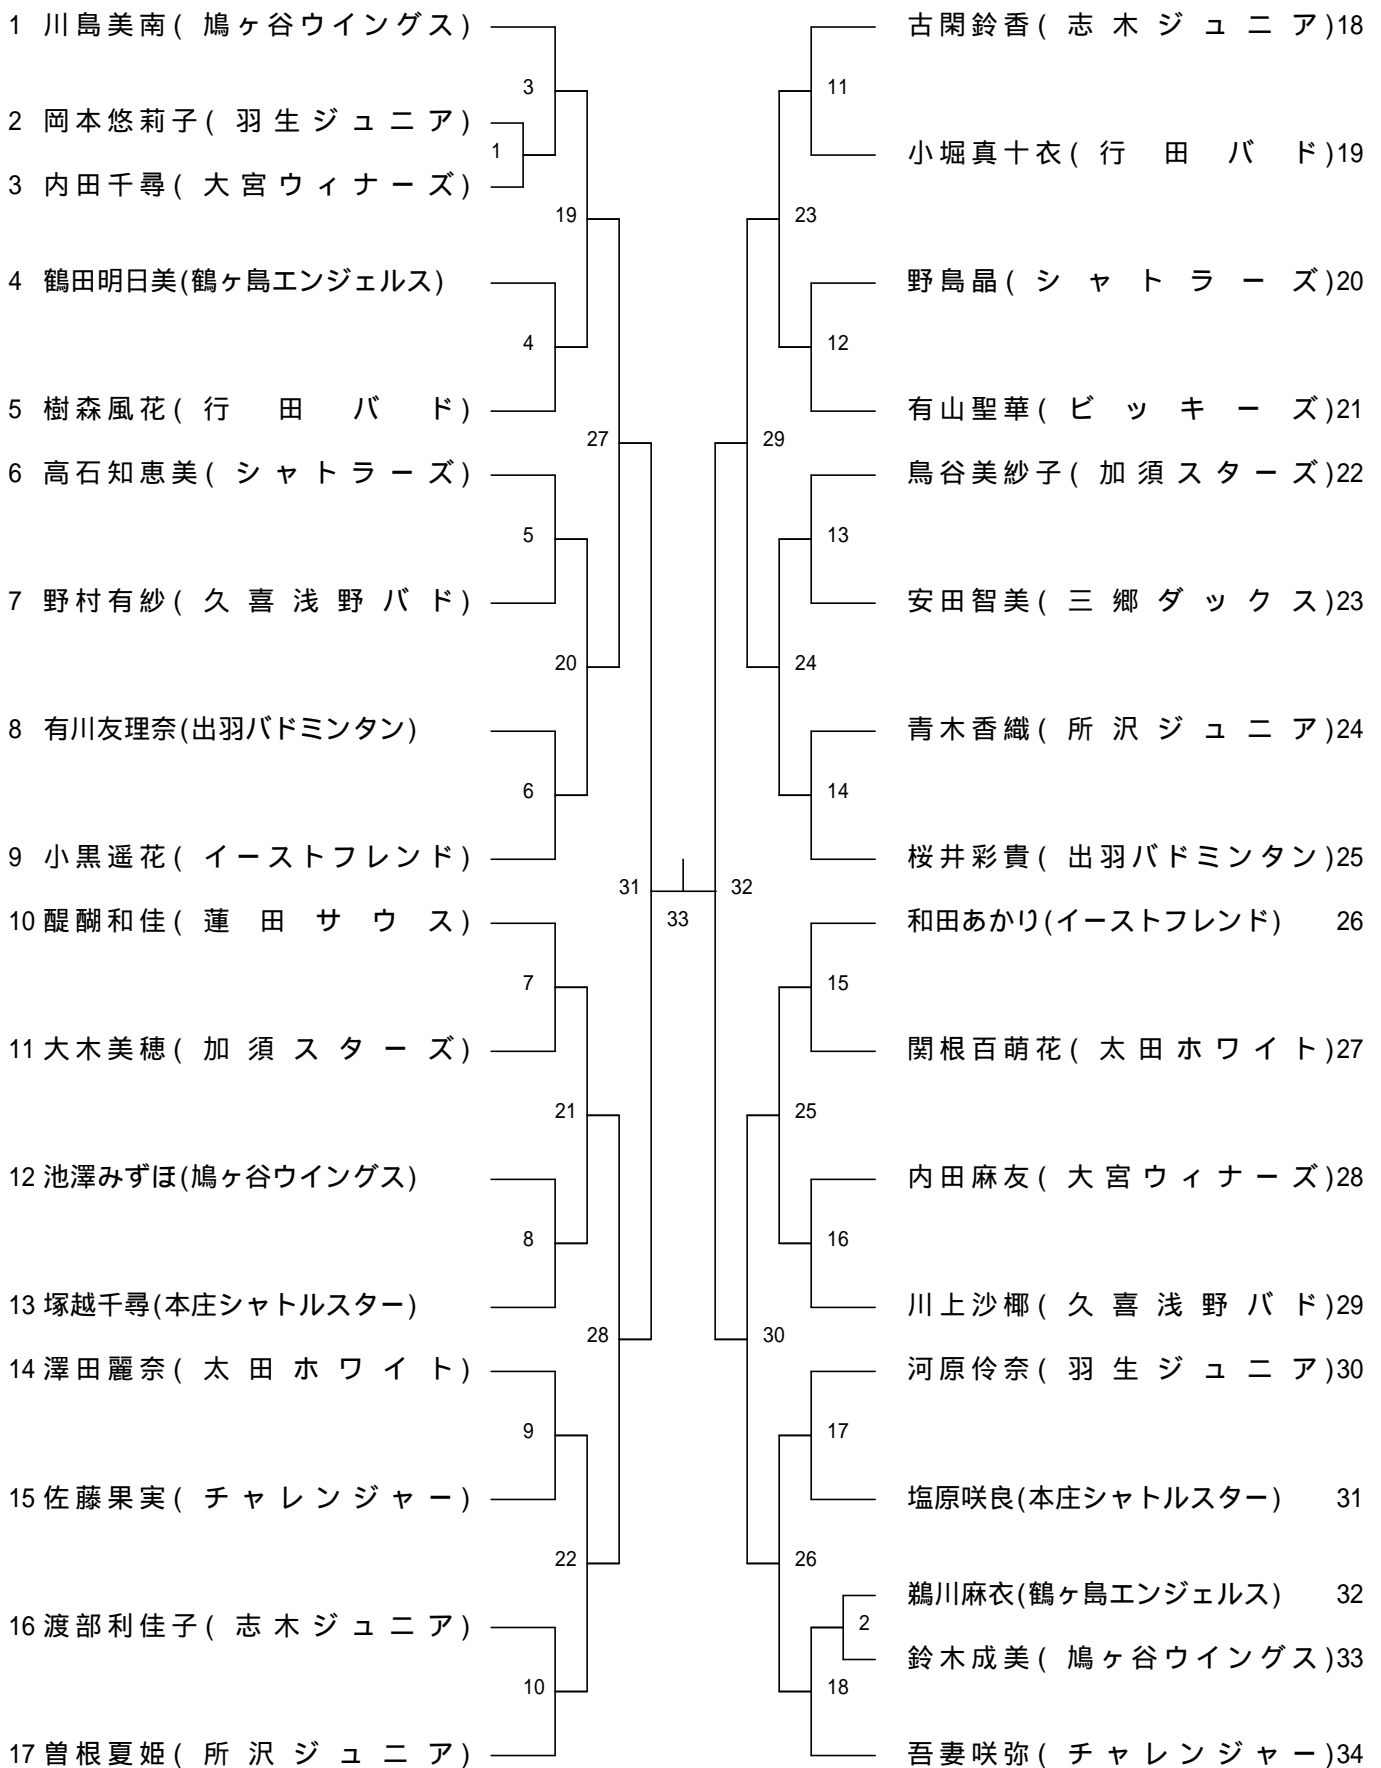 1 川島美南( 鳩ヶ谷ウイングス)
3
2 岡本悠莉子( 羽生ジュニア)
1
3 内田千尋( 大宮ウィナーズ)
19
4 鶴田明日美(鶴ヶ島エンジェルス)
4
5 樹森風花( 行田バド)
27
6 高石知恵美( シャトラーズ)
5
7 野村有紗( 久喜浅野バド)
20
8 有川友理奈(出羽バドミンタン)
6
9 小黒遥花( イーストフレンド)
31
33
10 醍醐和佳( 蓮田サウス)
7
11 大木美穂( 加須スターズ)
21
12 池澤みずほ(鳩ヶ谷ウイングス)
8
13 塚越千尋(本庄シャトルスター)
28
14 澤田麗奈( 太田ホワイト)
9
15 佐藤果実( チャレンジャー)
22
16 渡部利佳子( 志木ジュニア)
10
17 曽根夏姫( 所沢ジュニア)
古閑鈴香( 志木ジュニア)18
11
小堀真十衣( 行田バド)19
23
野島晶( シャトラーズ)20
12
有山聖華( ビッキーズ)21
29
鳥谷美紗子( 加須スターズ)22
13
安田智美( 三郷ダックス)23
24
青木香織( 所沢ジュニア)24
14
桜井彩貴( 出羽バドミンタン)25
32
和田あかり(イーストフレンド) 26
15
関根百萌花( 太田ホワイト)27
25
内田麻友( 大宮ウィナーズ)28
16
川上沙椰( 久喜浅野バド)29
30
河原伶奈( 羽生ジュニア)30
17
塩原咲良(本庄シャトルスター) 31
26
鵜川麻衣(鶴ヶ島エンジェルス) 32
2
鈴木成美( 鳩ヶ谷ウイングス)33
18
吾妻咲弥( チャレンジャー)34